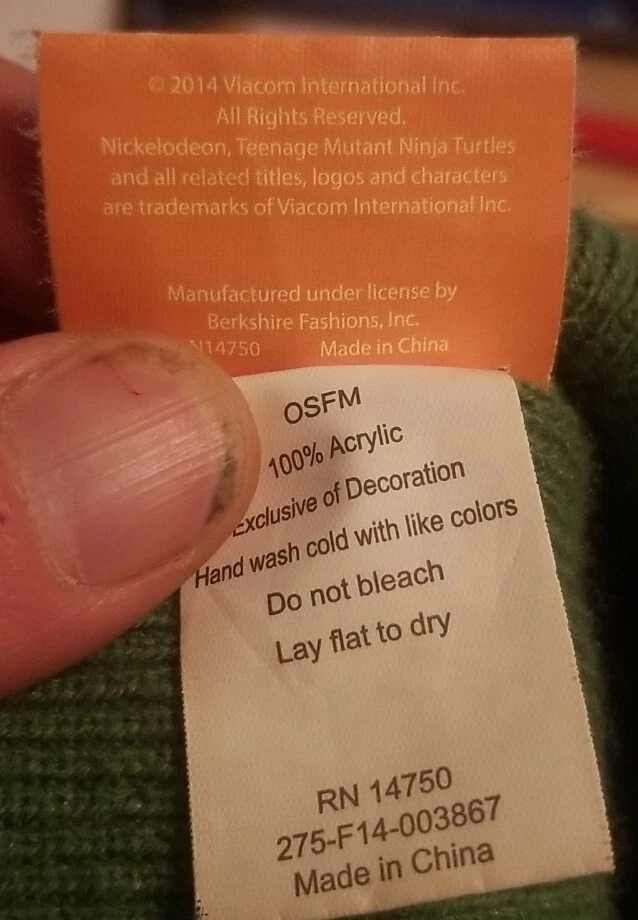 © 2014 Viacom International Inc.
All Rights Reserved.
Nickelodeon, Teenage Mutant Ninja Turtles
and all related titles, logos and characters
are trademarks of Viacom International Inc.
Manufactured under license by
Berkshire Fashions, Inc.
N14750 Made in China
OSFM
100% Acrylic
Exclusive of Decoration
Hand wash cold with like colors
Do not bleach
Lay flat to dry
RN 14750
275-F14-003867
Made in China